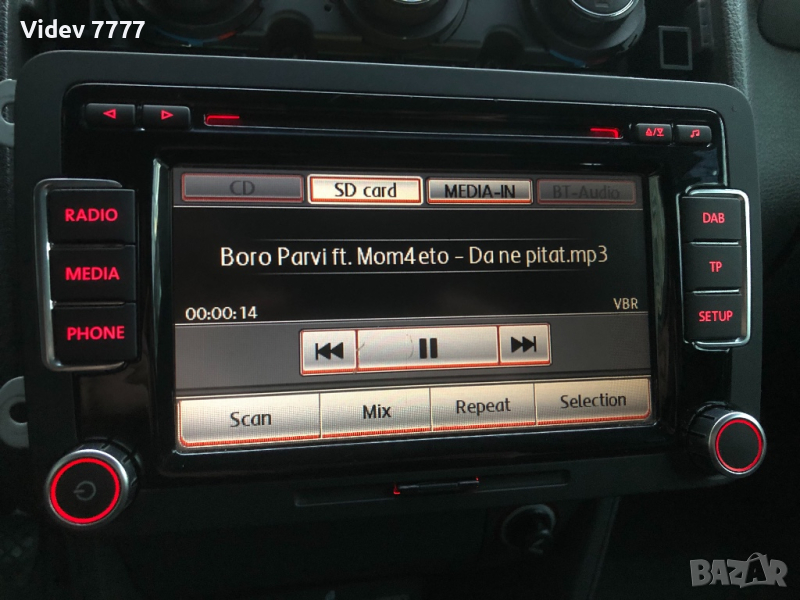 Videv 7777
CD
SD card
MEDIA-IN
BT-Audio
RADIO
MEDIA
PHONE
Boro Parvi ft. Mom4eto - Da ne pitat.mp3
00:00:14
VBR
DAB
TP
SETUP
Scan
Mix
Repeat
Selection
BAZAR